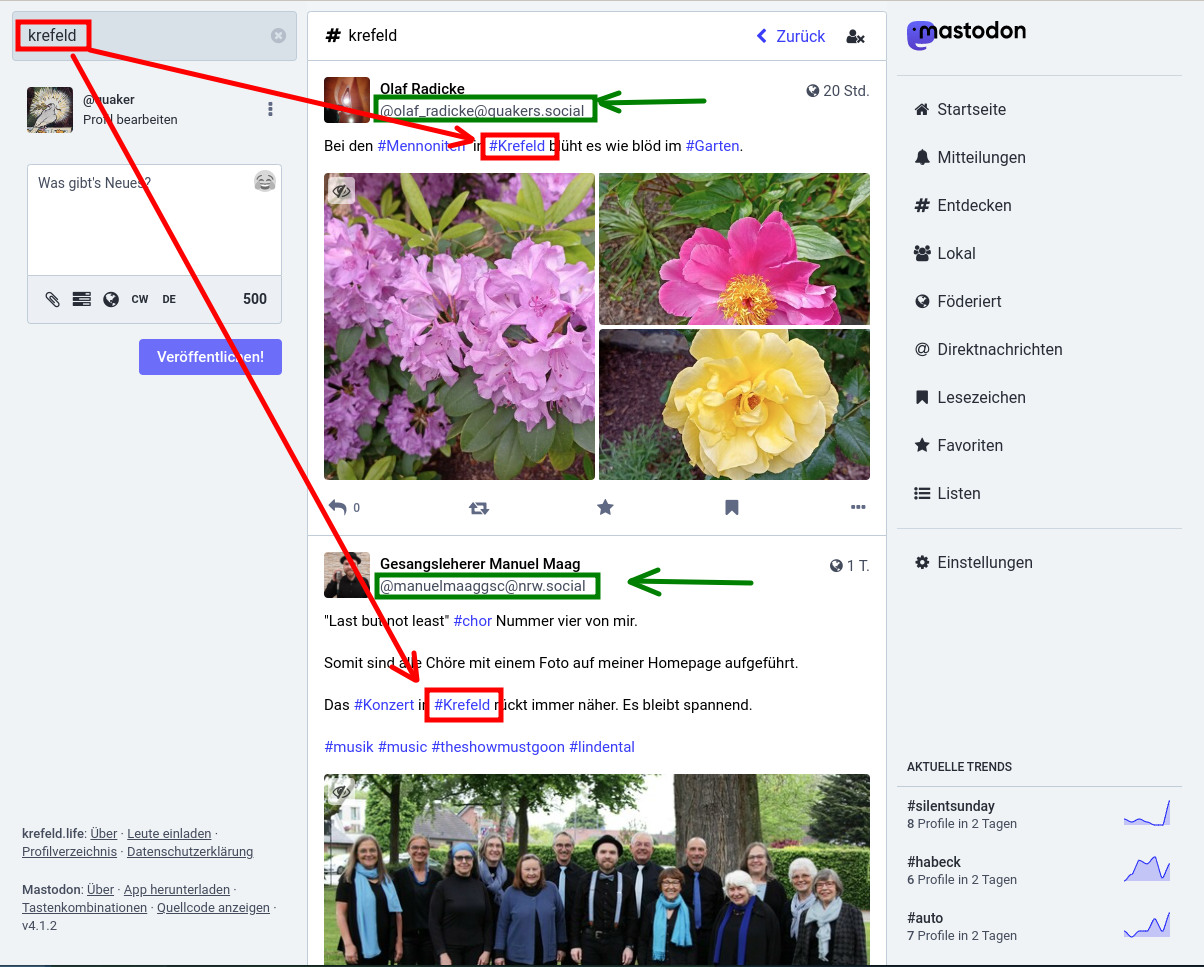 krefeld
@quaker
Profil bearbeiten
Was gibt's Neues?
CW DE 500
Veröffentlichen!
krefeld.life: Über · Leute einladen ·
Profilverzeichnis · Datenschutzerklärung
Mastodon: Über · App herunterladen ·
Tastenkombinationen · Quellcode anzeigen ·
v4.1.2
# krefeld
Zurück
Olaf Radicke
20 Std.
@olaf_radicke@quakers.social
Bei den #Mennoniten in #Krefeld blüht es wie blöd im #Garten.
0
Gesangsleherer Manuel Maag
1 T.
@manuelmaaggsc@nrw.social
"Last but not least" #chor Nummer vier von mir.
Somit sind alle Chöre mit einem Foto auf meiner Homepage aufgeführt.
Das #Konzert in #Krefeld rückt immer näher. Es bleibt spannend.
#musik #music #theshowmustgoon #lindental
mastodon
Startseite
Mitteilungen
# Entdecken
Lokal
Föderiert
@ Direktnachrichten
Lesezeichen
Favoriten
Listen
Einstellungen
AKTUELLE TRENDS
#silentsunday
8 Profile in 2 Tagen
#habeck
6 Profile in 2 Tagen
#auto
7 Profile in 2 Tagen